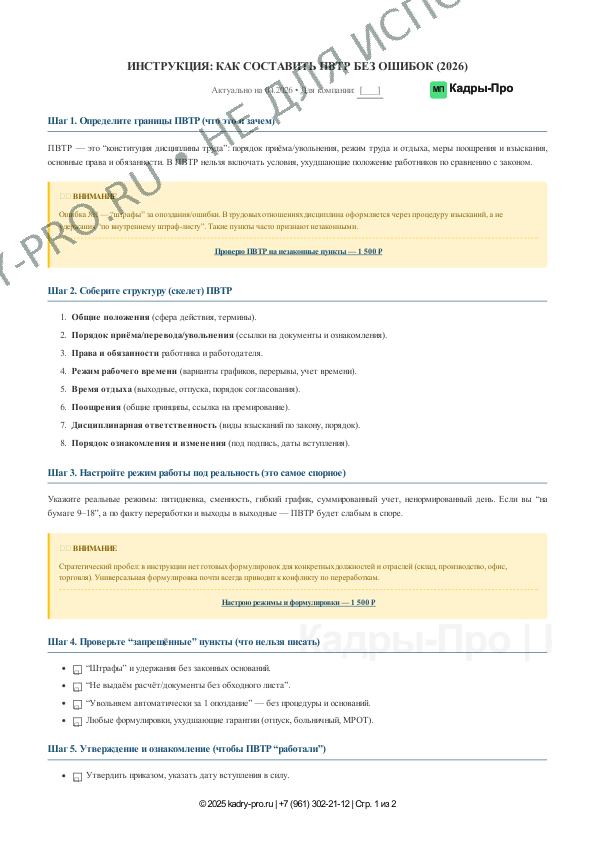 ИНСТРУКЦИЯ: КАК СОСТАВИТЬ ПВТР БЕЗ ОШИБОК (2026)
Актуально на 01.2026 • Для компании: [___]
МП Кадры-Про
Y-PRO.RU • НЕ ДЛЯ ИСПО
Шаг 1. Определите границы ПВТР (что это и зачем)
ПВТР — это “конституция дисциплины труда”: порядок приёма/увольнения, режим труда и отдыха, меры поощрения и взыскания,
основные права и обязанности. В ПВТР нельзя включать условия, ухудшающие положение работников по сравнению с законом.
ВНИМАНИЕ
Ошибка №1 — “штрафы” за опоздания/ошибки. В трудовых отношениях дисциплина оформляется через процедуру взысканий, а не
удержания “по внутреннему штраф-листу”. Такие пункты часто признают незаконными.
Проверю ПВТР на незаконные пункты — 1 500 ₽
Шаг 2. Соберите структуру (скелет) ПВТР
1. Общие положения (сфера действия, термины).
2. Порядок приёма/перевода/увольнения (ссылки на документы и ознакомления).
3. Права и обязанности работника и работодателя.
4. Режим рабочего времени (варианты графиков, перерывы, учет времени).
5. Время отдыха (выходные, отпуска, порядок согласования).
6. Поощрения (общие принципы, ссылка на премирование).
7. Дисциплинарная ответственность (виды взысканий по закону, порядок).
8. Порядок ознакомления и изменения (под подпись, даты вступления).
Шаг 3. Настройте режим работы под реальность (это самое спорное)
Укажите реальные режимы: пятидневка, сменность, гибкий график, суммированный учет, ненормированный день. Если вы “на
бумаге 9–18”, а по факту переработки и выходы в выходные — ПВТР будет слабым в споре.
ВНИМАНИЕ
Стратегический пробел: в инструкции нет готовых формулировок для конкретных должностей и отраслей (склад, производство, офис,
торговля). Универсальная формулировка почти всегда приводит к конфликту по переработкам.
Настрою режимы и формулировки — 1 500 ₽
Кадры-Про |
Шаг 4. Проверьте “запрещённые” пункты (что нельзя писать)
• “Штрафы” и удержания без законных оснований.
• “Не выдаём расчёт/документы без обходного листа”.
• “Увольняем автоматически за 1 опоздание” — без процедуры и оснований.
• Любые формулировки, ухудшающие гарантии (отпуск, больничный, МРОТ).
Шаг 5. Утверждение и ознакомление (чтобы ПВТР “работали”)
• Утвердить приказом, указать дату вступления в силу.
© 2025 kadry-pro.ru | +7 (961) 302-21-12 | Стр. 1 из 2